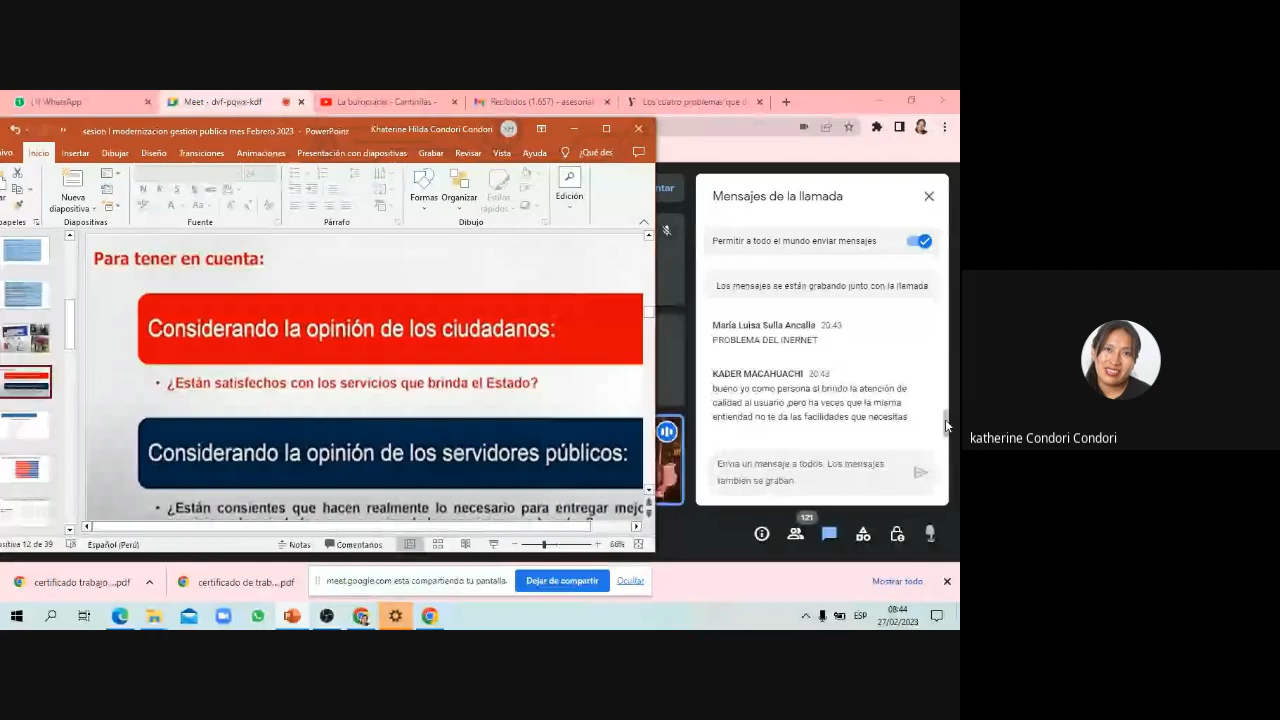 WhatsApp
Meet - dvf-pqwx-kdf
La burocracia - Cantinflas -
Recibidos (1.657) - asesorial
Los cuatro problemas que d
sesion I modernizacion gestion publica mes Febrero 2023 - PowerPoint
Khaterine Hilda Condori Condori
Inicio
Insertar
Dibujar
Diseño
Transiciones
Animaciones
Presentación con diapositivas
Grabar
Revisar
Vista
Ayuda
¿Qué des
Nueva
diapositiva
Diapositivas
24
Fuente
Párrafo
Formas
Organizar
Estilos
rápidos
Dibujo
Edición
Para tener en cuenta:
Considerando la opinión de los ciudadanos:
• ¿Están satisfechos con los servicios que brinda el Estado?
Considerando la opinión de los servidores públicos:
• ¿Están consientes que hacen realmente lo necesario para entregar mejo
ositiva 12 de 39
Español (Perú)
Notas
Comentarios
66%
ntar
Mensajes de la llamada
Permitir a todo el mundo enviar mensajes
Los mensajes se están grabando junto con la llamada
María Luisa Sulla Ancalla 20:43
PROBLEMA DEL INERNET
KADER MACAHUACHI 20:43
bueno yo como persona si brindo la atención de
calidad al usuario ,pero ha veces que la misma
entiendad no te da las facilidades que necesitas
Envía un mensaje a todos. Los mensajes
también se graban
121
certificado trabajo....pdf
certificado de trab...pdf
meet.google.com está compartiendo tu pantalla.
Dejar de compartir
Ocultar
Mostrar todo
ESP
08:44
27/02/2023
katherine Condori Condori